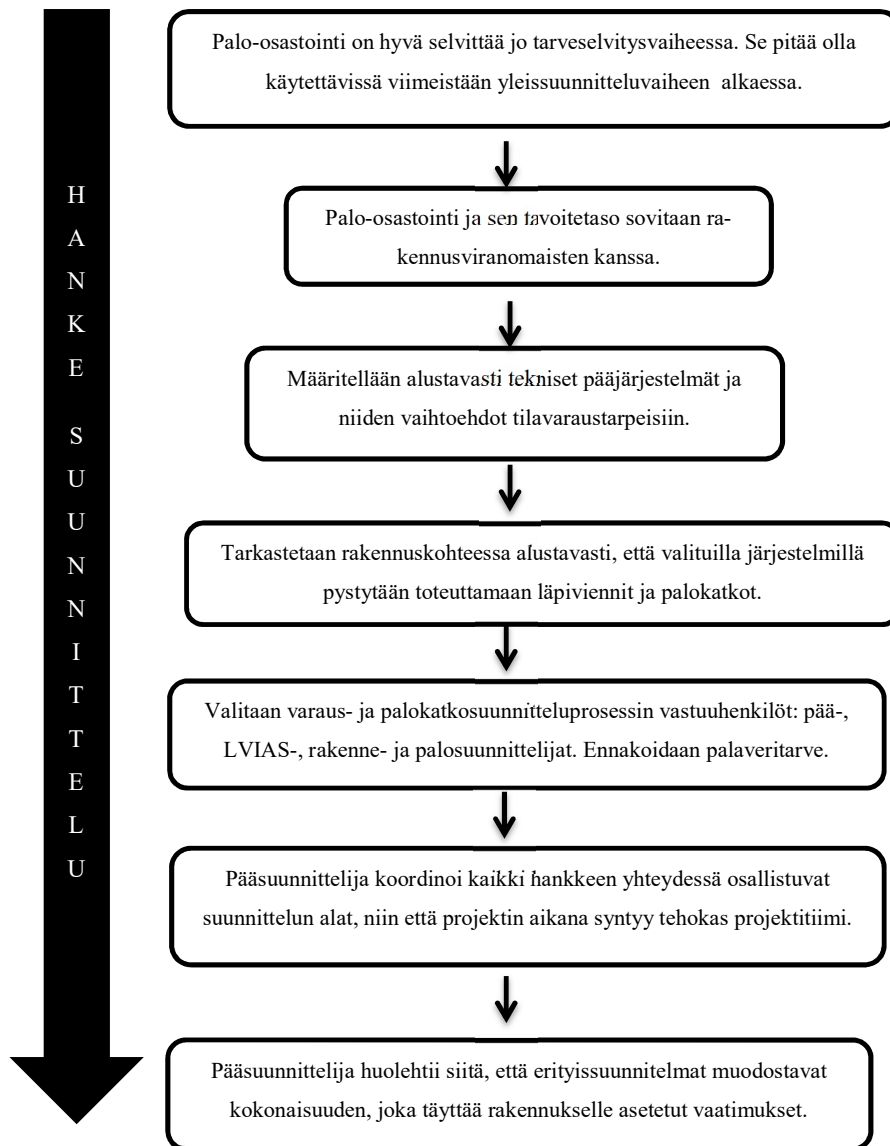 HANKE SUUNNITTELU
Palo-osastointi on hyvä selvittää jo tarveselvitysvaiheessa. Se pitää olla
käytettävissä viimeistään yleissuunnitteluvaiheen alkaessa.
Palo-osastointi ja sen tavoitetaso sovitaan ra-
kennusviranomaisten kanssa.
Määritellään alustavasti tekniset pääjärjestelmät ja
niiden vaihtoehdot tilavaraustarpeisiin.
Tarkastetaan rakennuskohteessa alustavasti, että valituilla järjestelmillä
pystytään toteuttamaan läpiviennit ja palokatkot.
Valitaan varaus- ja palokatkosuunnitteluprosessin vastuuhenkilöt: pää-,
LVIAS-, rakenne- ja palosuunnittelijat. Ennakoidaan palaveritarve.
Pääsuunnittelija koordinoi kaikki hankkeen yhteydessä osallistuvat
suunnittelun alat, niin että projektin aikana syntyy tehokas projektitiimi.
Pääsuunnittelija huolehtii siitä, että erityissuunnitelmat muodostavat
kokonaisuuden, joka täyttää rakennukselle asetetut vaatimukset.